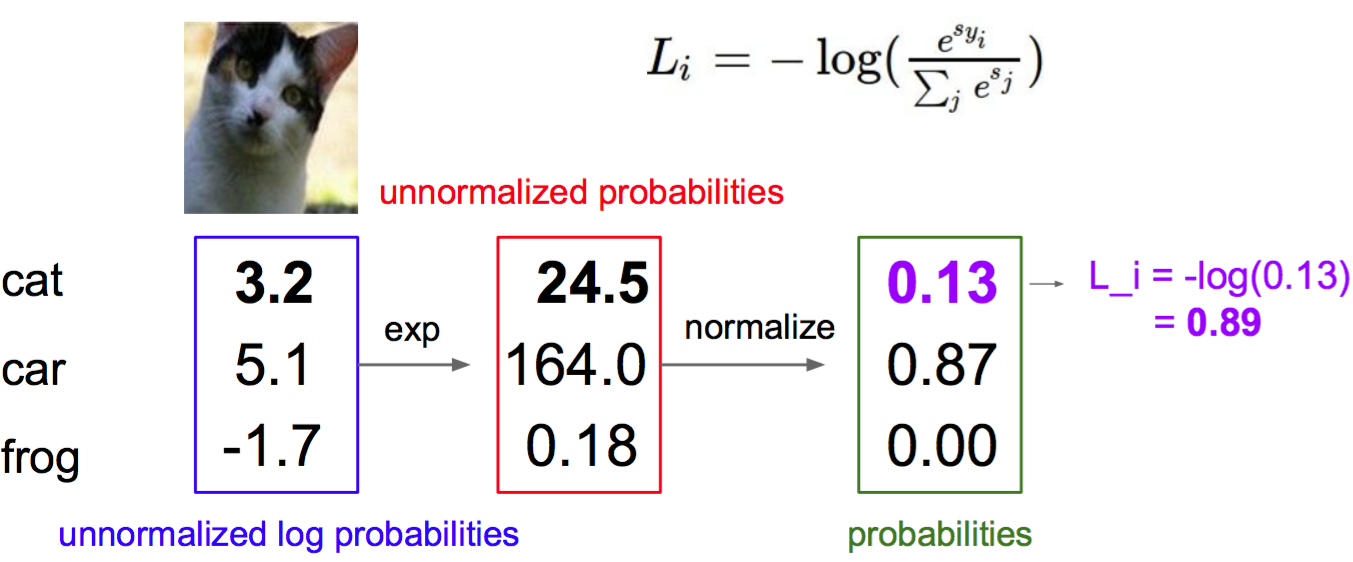 L_i = − log( e^{s_{y_i}} / ∑_j e^{s_j} )
unnormalized probabilities
cat 3.2 24.5 0.13 L_i = -log(0.13)
= 0.89
exp normalize
car 5.1 164.0 0.87
frog -1.7 0.18 0.00
unnormalized log probabilities probabilities